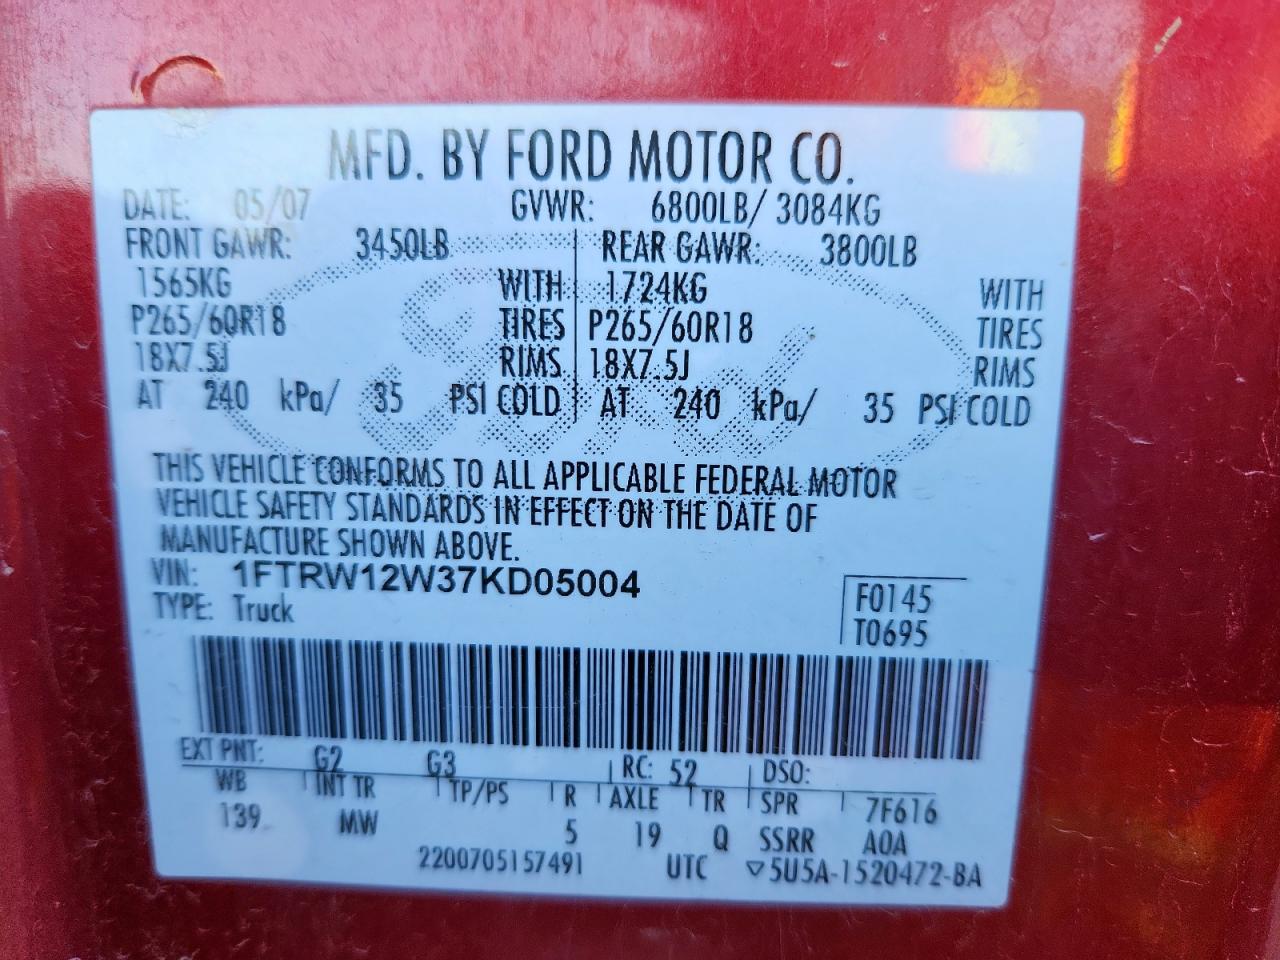 MFD. BY FORD MOTOR CO.
DATE: 05/07 GVWR: 6800LB/ 3084KG
FRONT GAWR: 3450LB REAR GAWR: 3800LB
1565KG WITH 1724KG WITH
P265/60R18 TIRES P265/60R18 TIRES
18X7.5J RIMS 18X7.5J RIMS
AT 240 kPa/ 35 PSI COLD AT 240 kPa/ 35 PSI COLD
THIS VEHICLE CONFORMS TO ALL APPLICABLE FEDERAL MOTOR
VEHICLE SAFETY STANDARDS IN EFFECT ON THE DATE OF
MANUFACTURE SHOWN ABOVE.
VIN: 1FTRW12W37KD05004
TYPE: Truck
F0145
T0695
EXT PNT: G2 G3 RC: 52 DSO:
WB INT TR TP/PS R AXLE TR SPR 7F616
139 MW 5 19 Q SSRR A0A
2200705157491 UTC ▽5U5A-1520472-BA
Ford